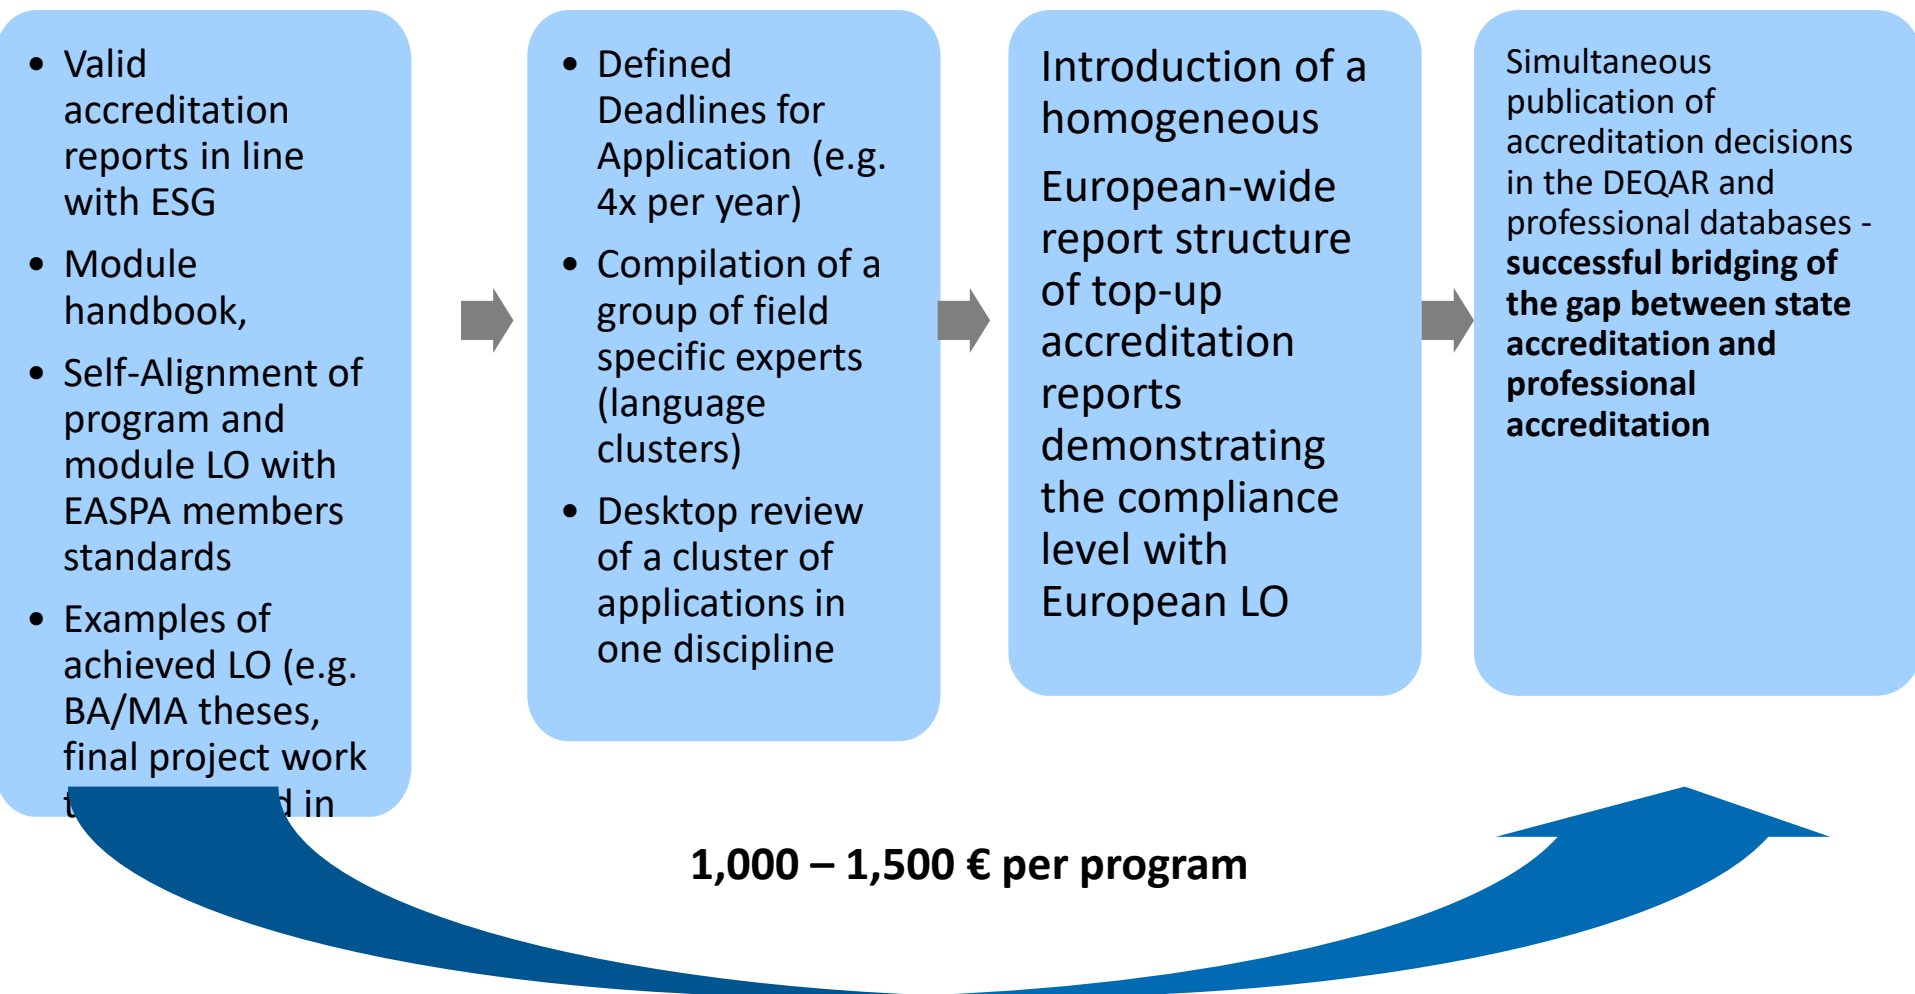 • Valid
accreditation
reports in line
with ESG
• Module
handbook,
• Self-Alignment of
program and
module LO with
EASPA members
standards
• Examples of
achieved LO (e.g.
BA/MA theses,
final project work
in
• Defined
Deadlines for
Application (e.g.
4x per year)
• Compilation of a
group of field
specific experts
(language
clusters)
• Desktop review
of a cluster of
applications in
one discipline
Introduction of a
homogeneous
European-wide
report structure
of top-up
accreditation
reports
demonstrating
the compliance
level with
European LO
Simultaneous
publication of
accreditation decisions
in the DEQAR and
professional databases -
successful bridging of
the gap between state
accreditation and
professional
accreditation
1,000 – 1,500 € per program